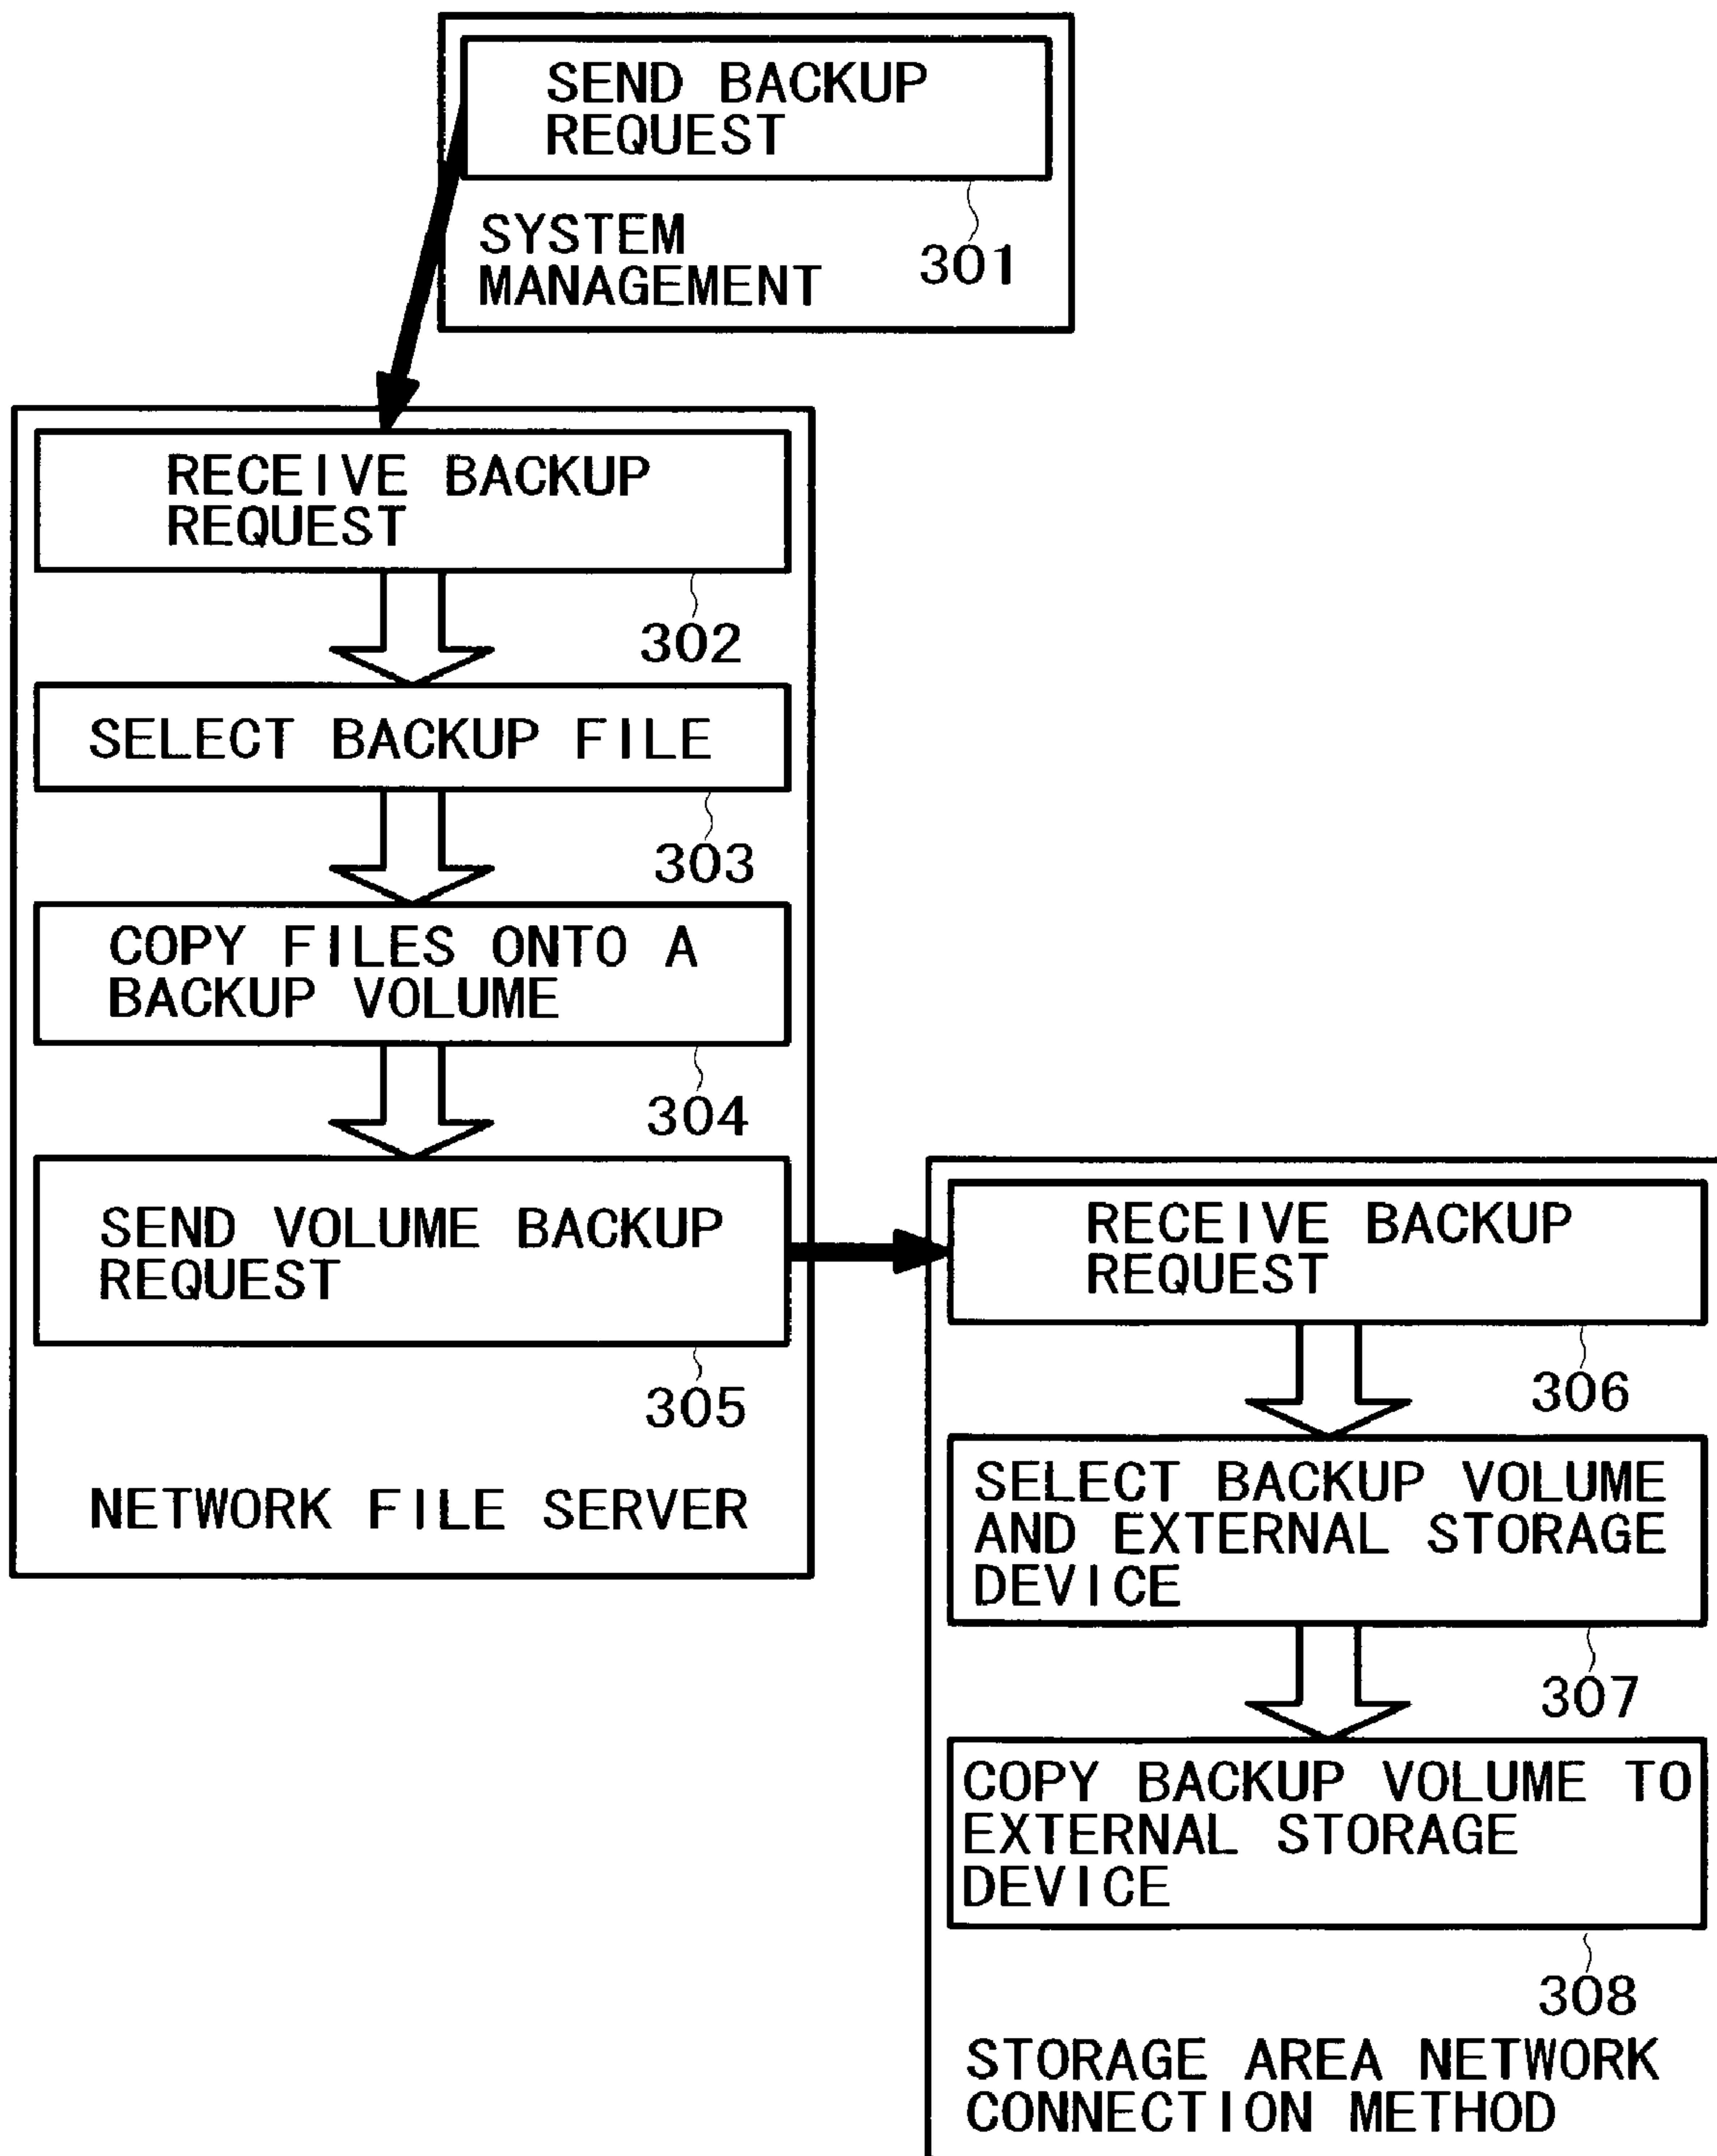 SEND BACKUP
REQUEST
SYSTEM
MANAGEMENT
301
RECEIVE BACKUP
REQUEST
302
SELECT BACKUP FILE
303
COPY FILES ONTO A
BACKUP VOLUME
304
SEND VOLUME BACKUP
REQUEST
305
NETWORK FILE SERVER
RECEIVE BACKUP
REQUEST
306
SELECT BACKUP VOLUME
AND EXTERNAL STORAGE
DEVICE
307
COPY BACKUP VOLUME TO
EXTERNAL STORAGE
DEVICE
308
STORAGE AREA NETWORK
CONNECTION METHOD